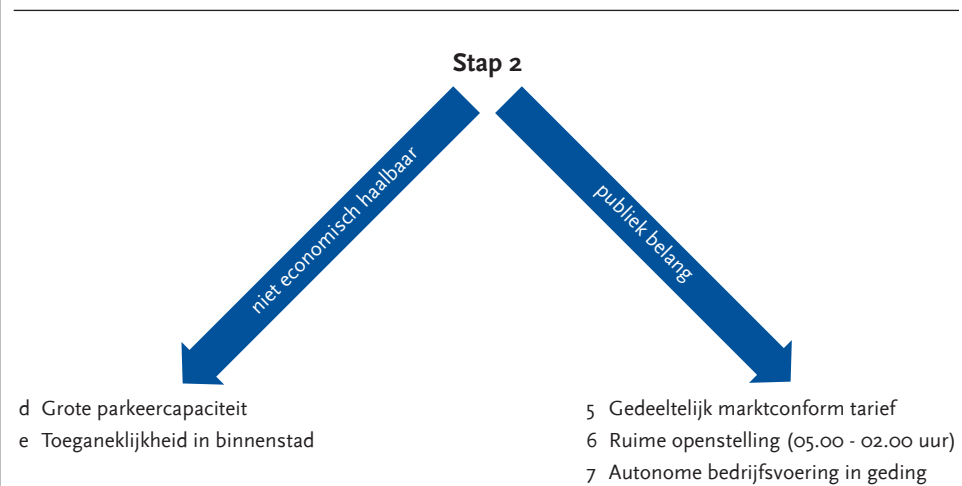 Stap 2
niet economisch haalbaar
publiek belang
d Grote parkeercapaciteit
e Toeganeklijkheid in binnenstad
5 Gedeeltelijk marktconform tarief
6 Ruime openstelling (05.00 - 02.00 uur)
7 Autonome bedrijfsvoering in geding